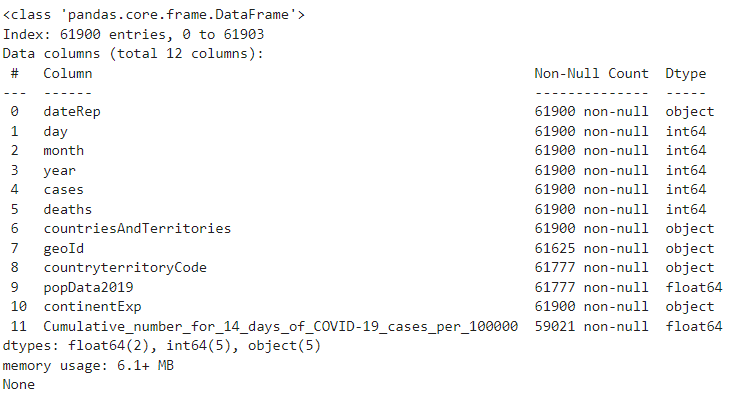 <class 'pandas.core.frame.DataFrame'>
Index: 61900 entries, 0 to 61903
Data columns (total 12 columns):
 #   Column                                                      Non-Null Count  Dtype
---  ------                                                      --------------  -----
 0   dateRep                                                     61900 non-null  object
 1   day                                                         61900 non-null  int64
 2   month                                                       61900 non-null  int64
 3   year                                                        61900 non-null  int64
 4   cases                                                       61900 non-null  int64
 5   deaths                                                      61900 non-null  int64
 6   countriesAndTerritories                                     61900 non-null  object
 7   geoId                                                       61625 non-null  object
 8   countryterritoryCode                                        61777 non-null  object
 9   popData2019                                                 61777 non-null  float64
 10  continentExp                                                61900 non-null  object
 11  Cumulative_number_for_14_days_of_COVID-19_cases_per_100000  59021 non-null  float64
dtypes: float64(2), int64(5), object(5)
memory usage: 6.1+ MB
None